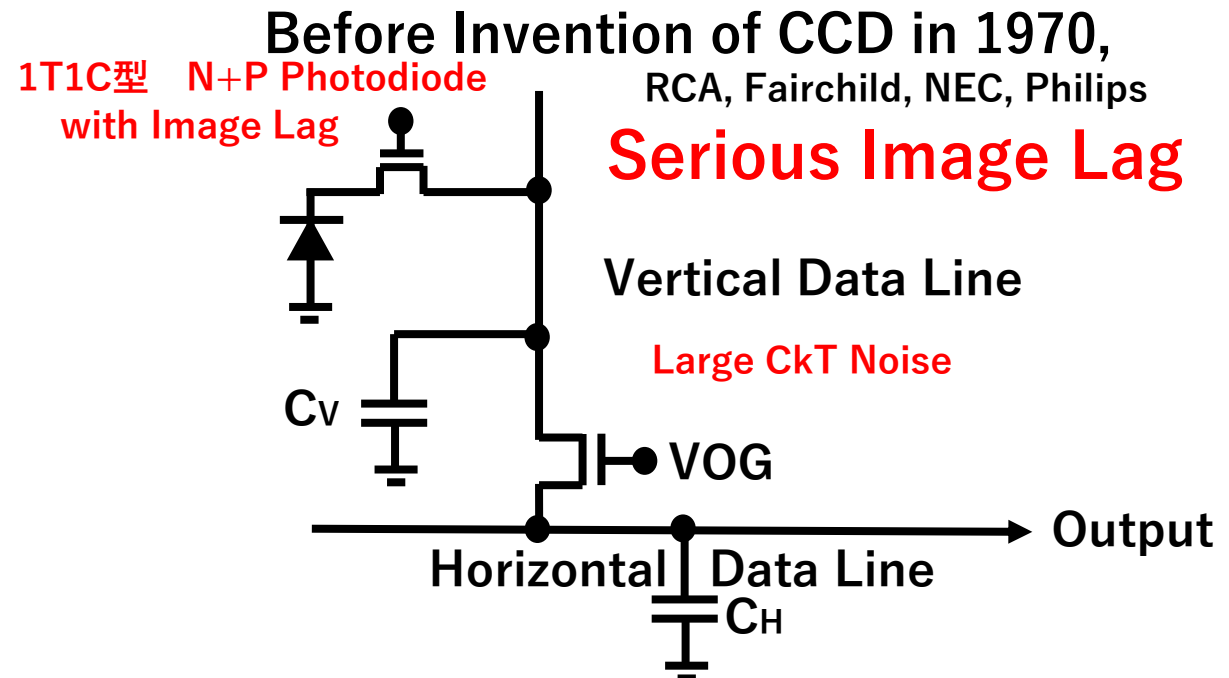 Before Invention of CCD in 1970,
1T1C型 N+P Photodiode
with Image Lag
RCA, Fairchild, NEC, Philips
Serious Image Lag
Vertical Data Line
Large CkT Noise
CV
VOG
Output
Horizontal Data Line
CH